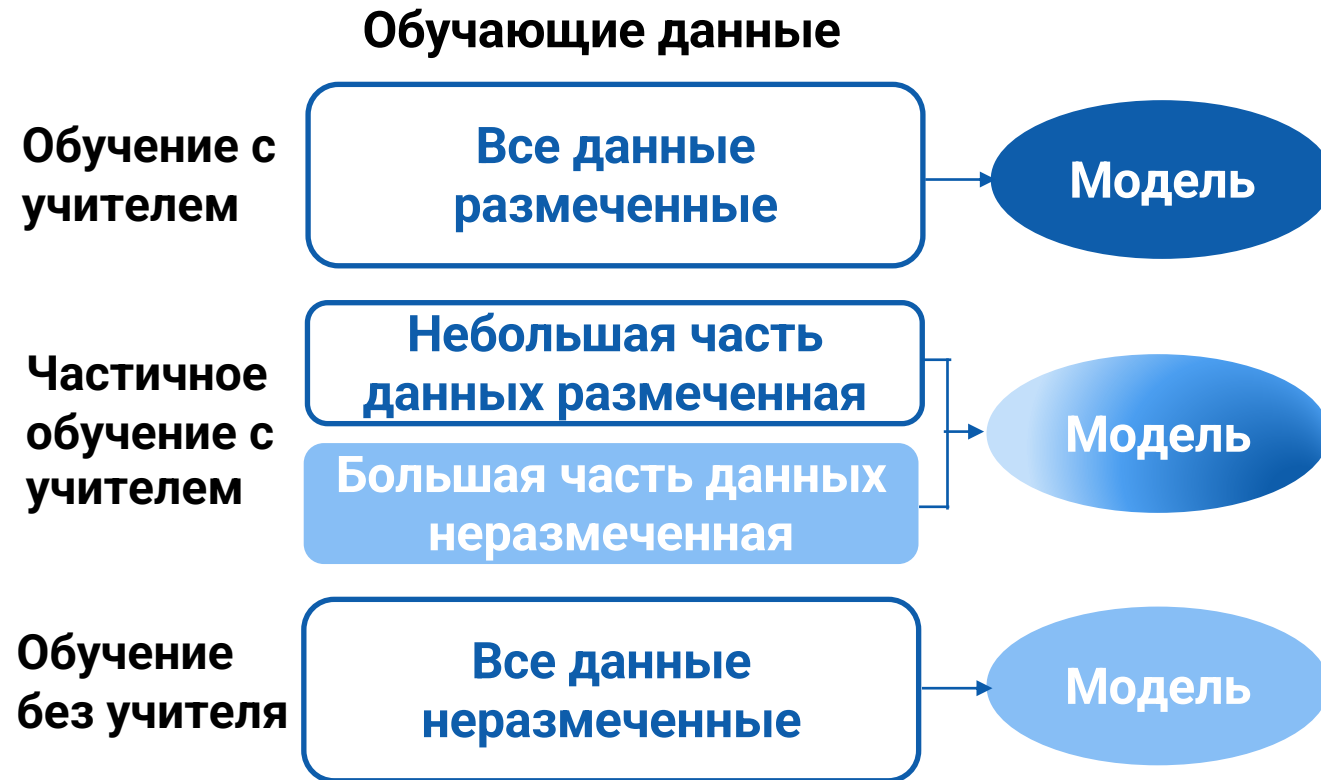 Обучающие данные
Обучение с
учителем
Все данные
размеченные
Модель
Частичное
обучение с
учителем
Небольшая часть
данных размеченная
Большая часть данных
неразмеченная
Модель
Обучение
без учителя
Все данные
неразмеченные
Модель